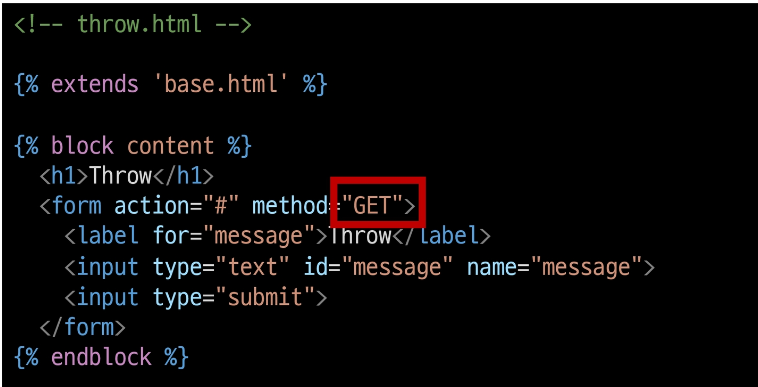 <!-- throw.html -->
{% extends 'base.html' %}
{% block content %}
<h1>Throw</h1>
<form action="#" method="GET">
<label for="message">Throw</label>
<input type="text" id="message" name="message">
<input type="submit">
</form>
{% endblock %}